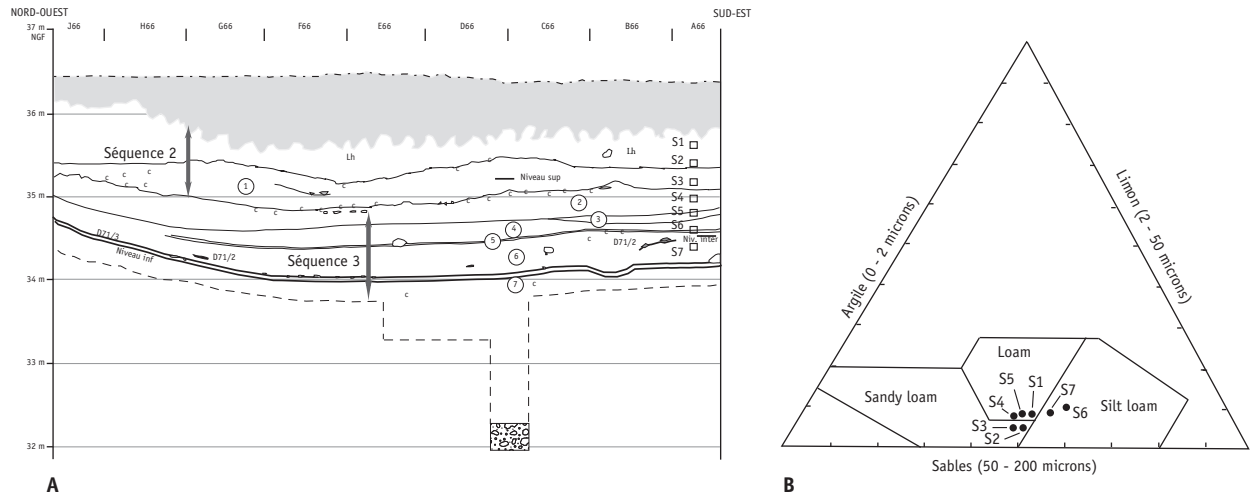 NORD-OUEST
SUD-EST
37 m
NGF
J66 H66 G66 F66 E66 D66 C66 B66 A66
36 m
35 m
34 m
33 m
32 m
Séquence 2
Séquence 3
Lh
Lh
Niveau sup
S1
S2
S3
S4
S5
S6
S7
1
2
3
4
5
6
7
D71/3
Niveau inf
D71/2
D71/2
Niv. inter
c c c c c c c c c c c c c c c c c c c c c c c c
A
Argile (0 - 2 microns)
Limon (2 - 50 microns)
Sables (50 - 200 microns)
Loam
Sandy loam
Silt loam
S5 S1
S4
S7
S6
S3
S2
B